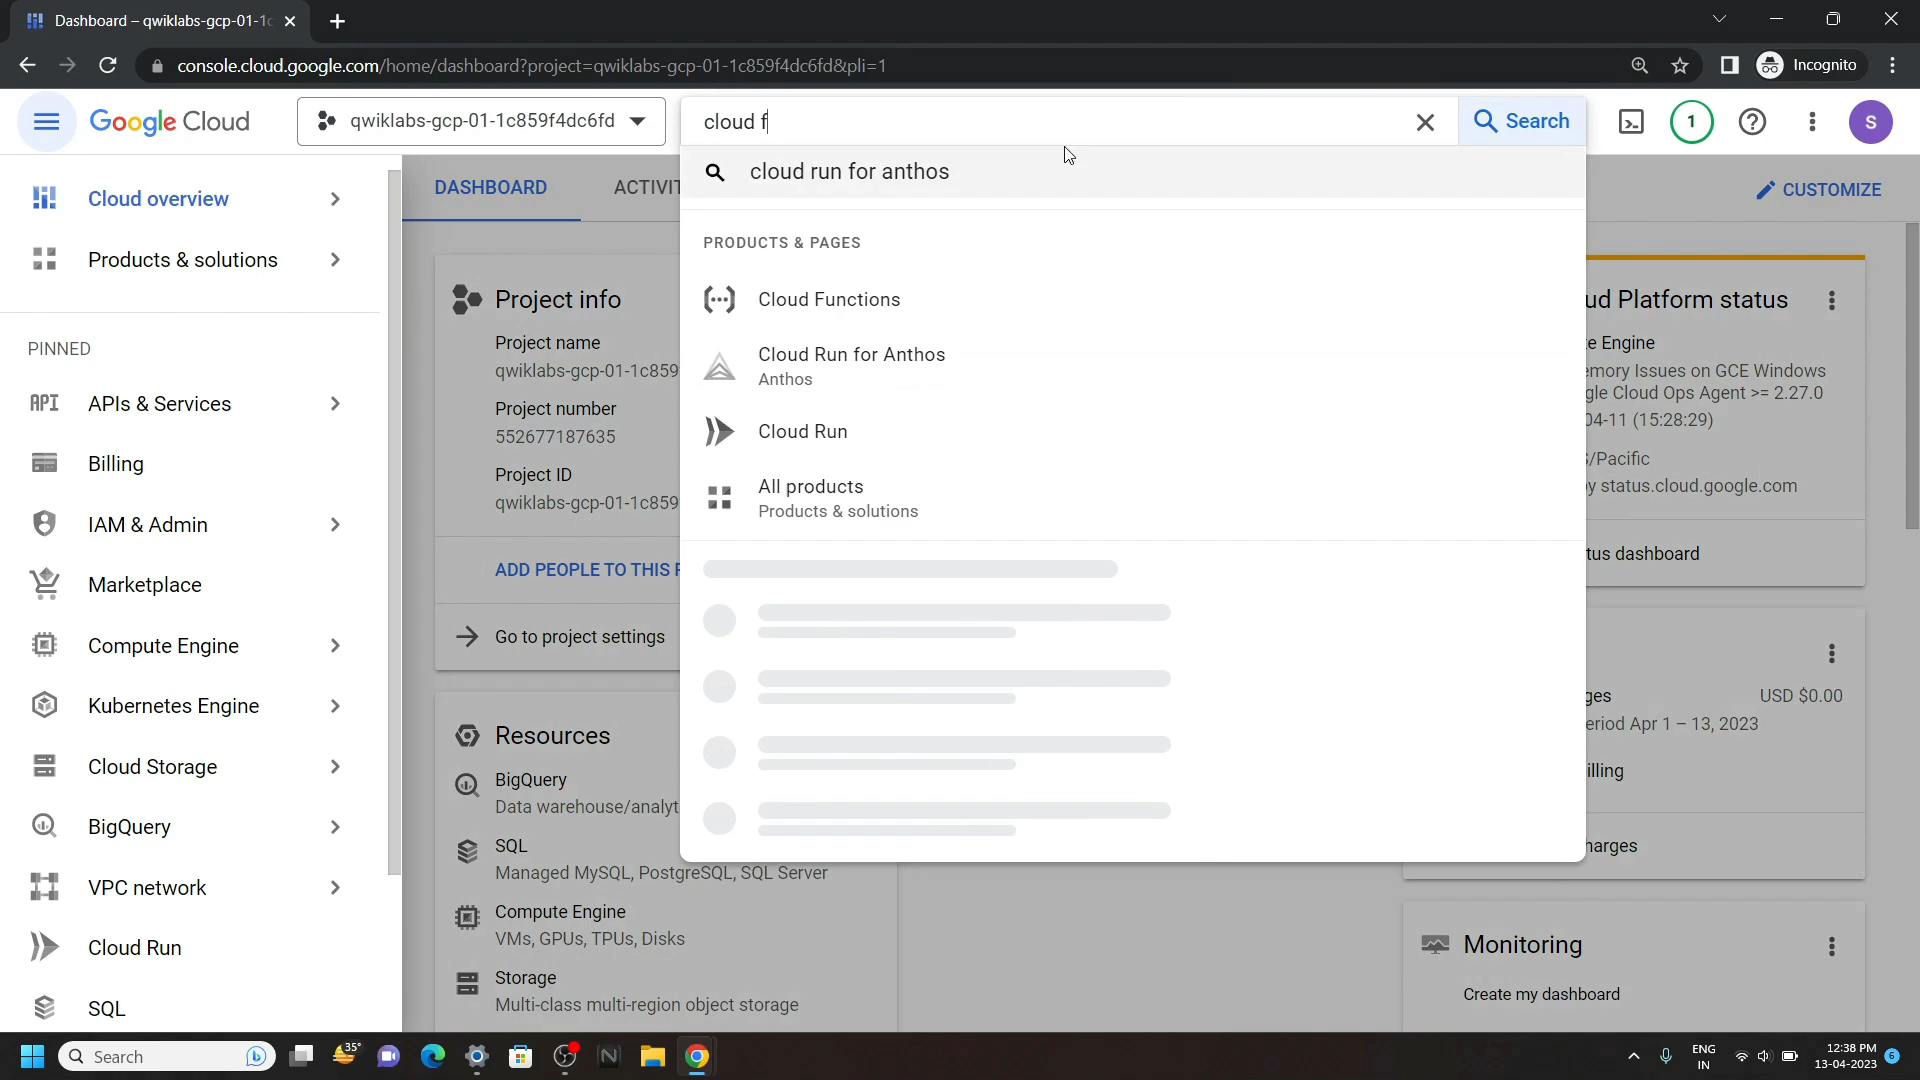 Dashboard – qwiklabs-gcp-01-1c
console.cloud.google.com/home/dashboard?project=qwiklabs-gcp-01-1c859f4dc6fd&pli=1
Incognito
Google Cloud
qwiklabs-gcp-01-1c859f4dc6fd
cloud f
Search
1
S
cloud run for anthos
PRODUCTS & PAGES
Cloud Functions
Cloud Run for Anthos
Anthos
Cloud Run
All products
Products & solutions
Cloud overview
Products & solutions
PINNED
API
APIs & Services
Billing
IAM & Admin
Marketplace
Compute Engine
Kubernetes Engine
Cloud Storage
BigQuery
VPC network
Cloud Run
SQL
DASHBOARD
ACTIVIT
CUSTOMIZE
Project info
Project name
qwiklabs-gcp-01-1c859
Project number
552677187635
Project ID
qwiklabs-gcp-01-1c859
ADD PEOPLE TO THIS P
Go to project settings
Resources
BigQuery
Data warehouse/analyt
SQL
Managed MySQL, PostgreSQL, SQL Server
Compute Engine
VMs, GPUs, TPUs, Disks
Storage
Multi-class multi-region object storage
ud Platform status
e Engine
emory Issues on GCE Windows
gle Cloud Ops Agent >= 2.27.0
04-11 (15:28:29)
S/Pacific
by status.cloud.google.com
tus dashboard
ges
USD $0.00
eriod Apr 1 – 13, 2023
illing
harges
Monitoring
Create my dashboard
Search
35°
ENG
IN
12:38 PM
13-04-2023
6